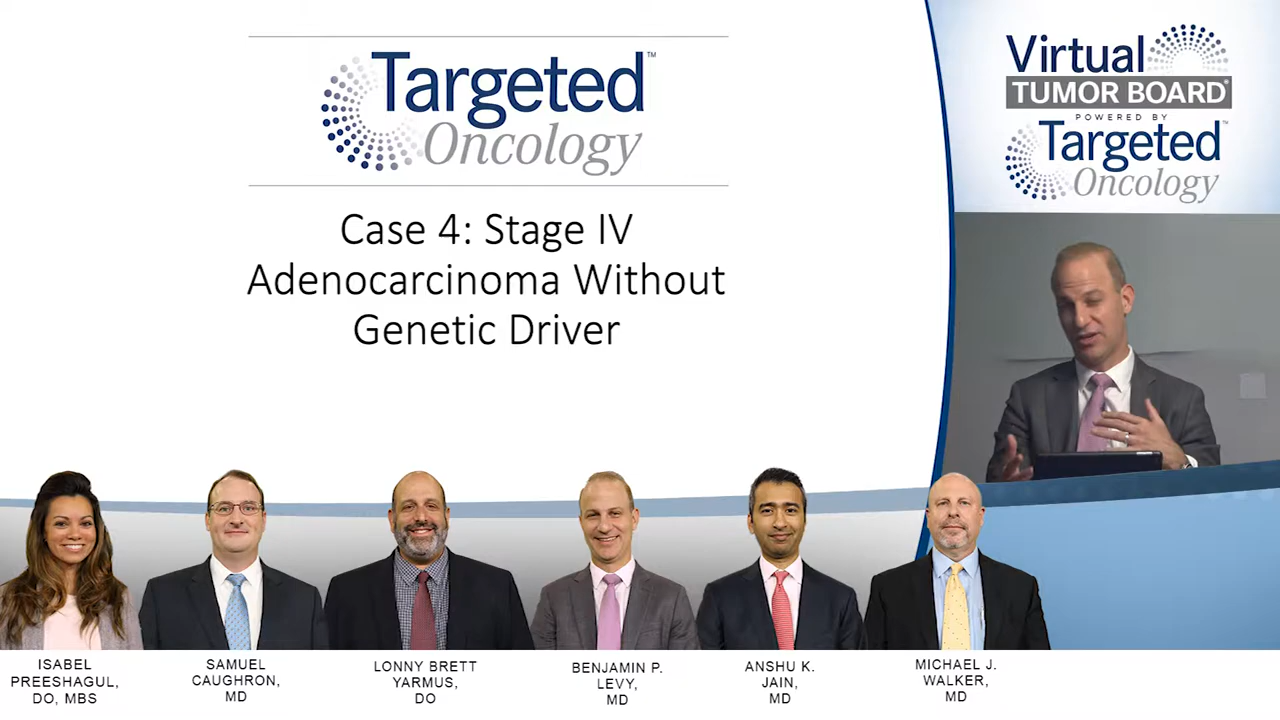 Targeted™
Oncology
Case 4: Stage IV
Adenocarcinoma Without
Genetic Driver
Virtual
TUMOR BOARD®
POWERED BY
Targeted™
Oncology
ISABEL
PREESHAGUL,
DO, MBS
SAMUEL
CAUGHRON,
MD
LONNY BRETT
YARMUS,
DO
BENJAMIN P.
LEVY,
MD
ANSHU K.
JAIN,
MD
MICHAEL J.
WALKER,
MD